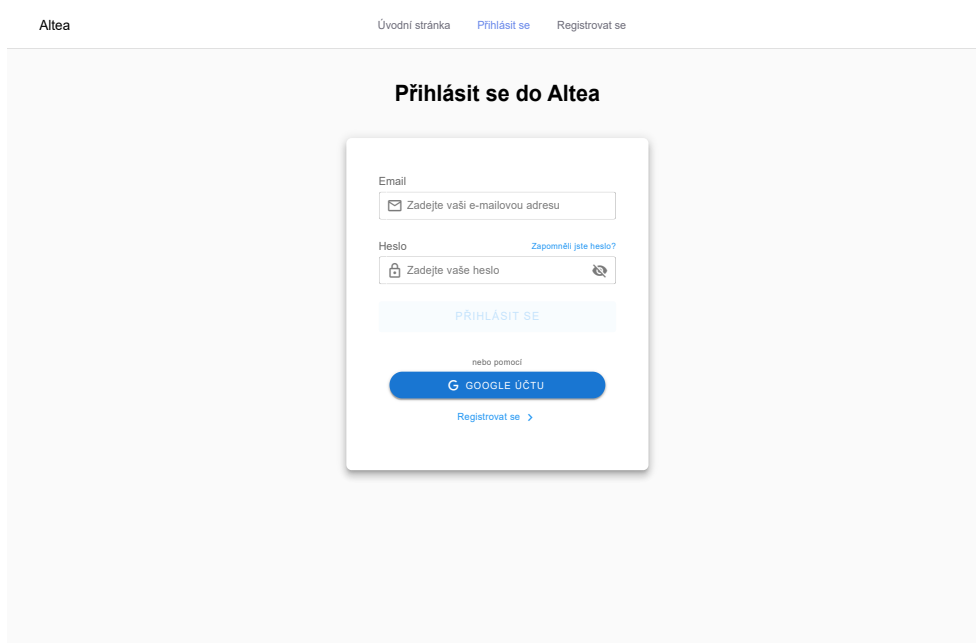 Altea Úvodní stránka Přihlásit se Registrovat se
Přihlásit se do Altea
Email
Zadejte vaši e-mailovou adresu
Heslo Zapomněli jste heslo?
Zadejte vaše heslo
PŘIHLÁSIT SE
nebo pomocí
GOOGLE ÚČTU
Registrovat se